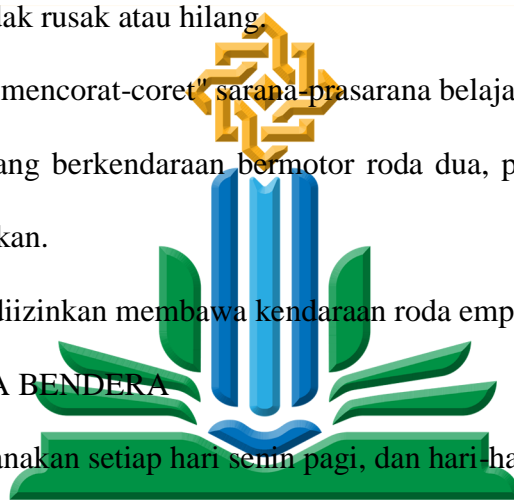 dak rusak atau hilang.
mencorat-coret" sarana-prasarana belaja
ang berkendaraan bermotor roda dua, p
kan.
diizinkan membawa kendaraan roda emp
A BENDERA
anakan setiap hari senin pagi, dan hari-ha